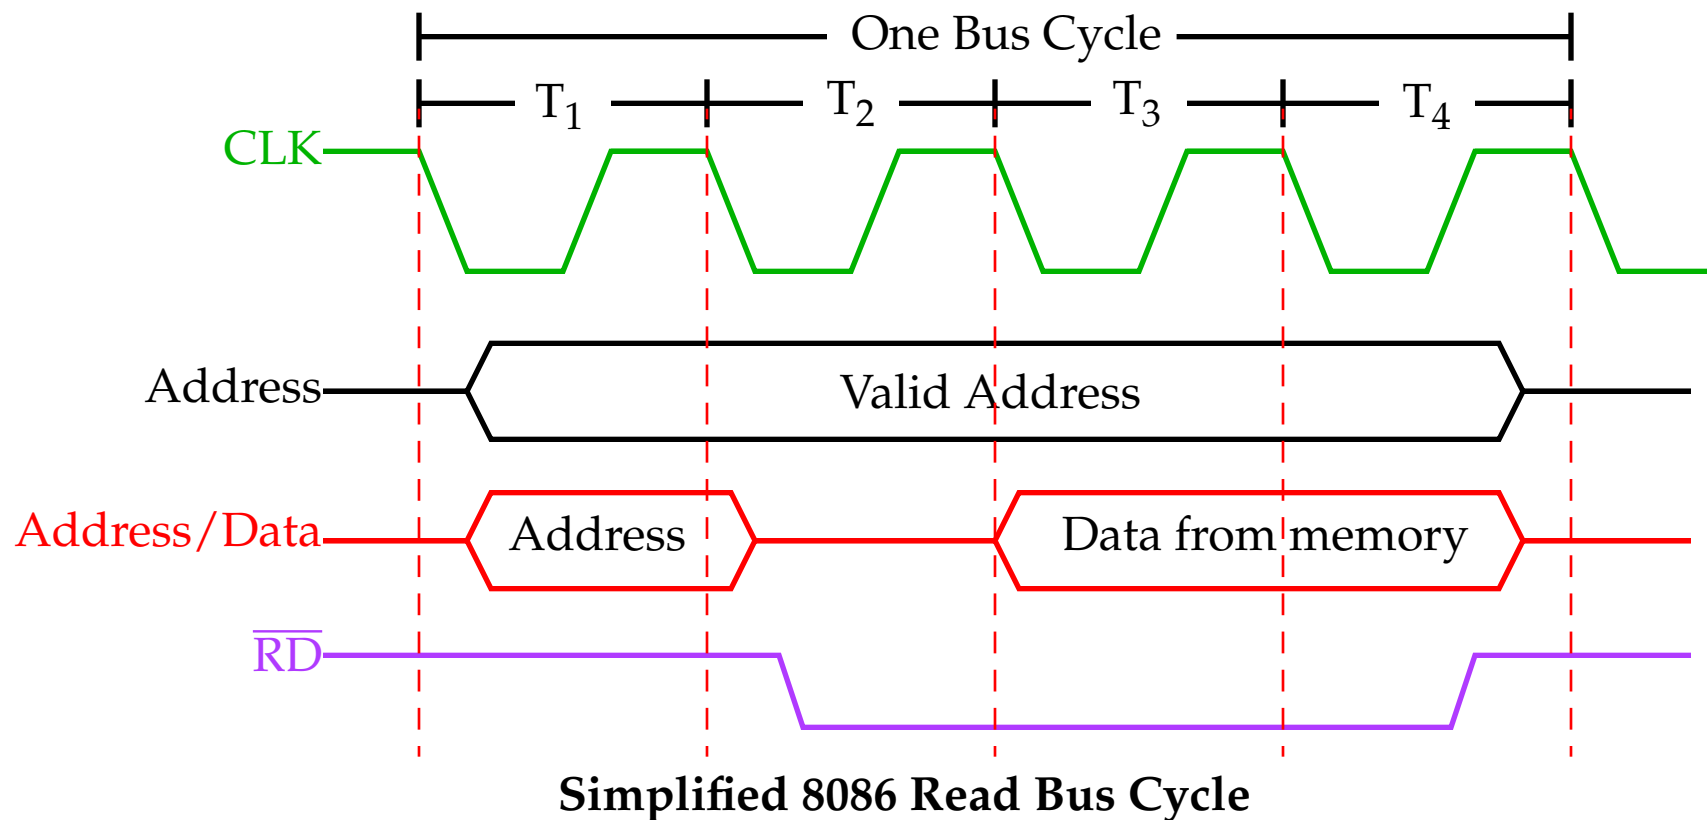 One Bus Cycle
T₁ T₂ T₃ T₄
CLK
Address Valid Address
Address/Data Address Data from memory
R̅D̅
Simplified 8086 Read Bus Cycle